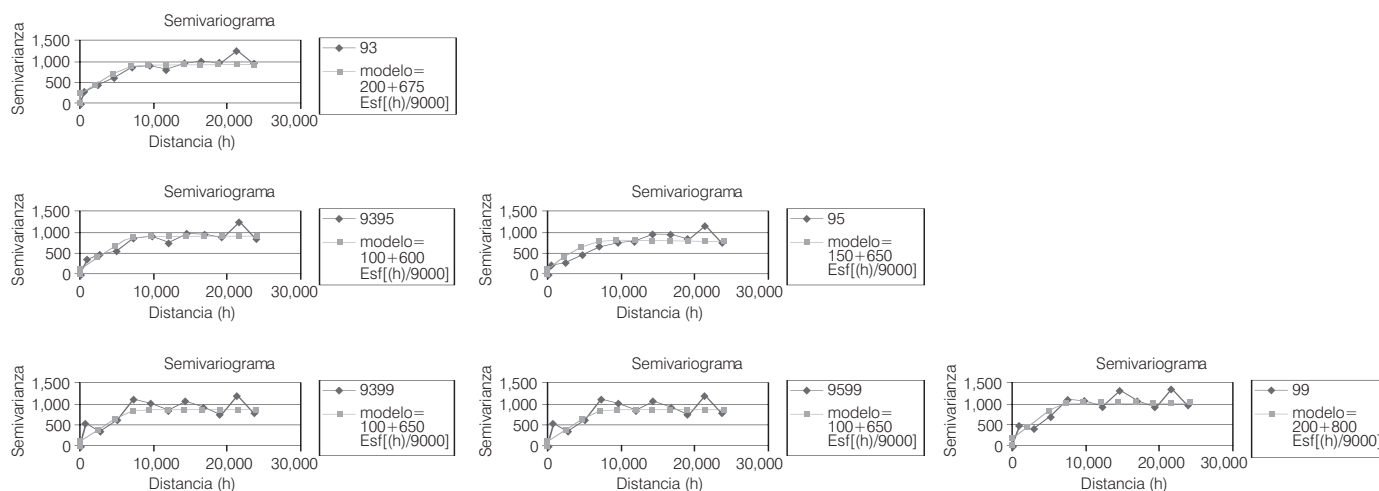 Semivariograma
Semivarianza
1,500
1,000
500
0
0 10,000 20,000 30,000
Distancia (h)
93
modelo=
200+675
Esf[(h)/9000]
Semivariograma
Semivarianza
1,500
1,000
500
0
0 10,000 20,000 30,000
Distancia (h)
9395
modelo=
100+600
Esf[(h)/9000]
Semivariograma
Semivarianza
1,500
1,000
500
0
0 10,000 20,000 30,000
Distancia (h)
95
modelo=
150+650
Esf[(h)/9000]
Semivariograma
Semivarianza
1,500
1,000
500
0
0 10,000 20,000 30,000
Distancia (h)
9399
modelo=
100+650
Esf[(h)/9000]
Semivariograma
Semivarianza
1,500
1,000
500
0
0 10,000 20,000 30,000
Distancia (h)
9599
modelo=
100+650
Esf[(h)/9000]
Semivariograma
Semivarianza
1,500
1,000
500
0
0 10,000 20,000 30,000
Distancia (h)
99
modelo=
200+800
Esf[(h)/9000]